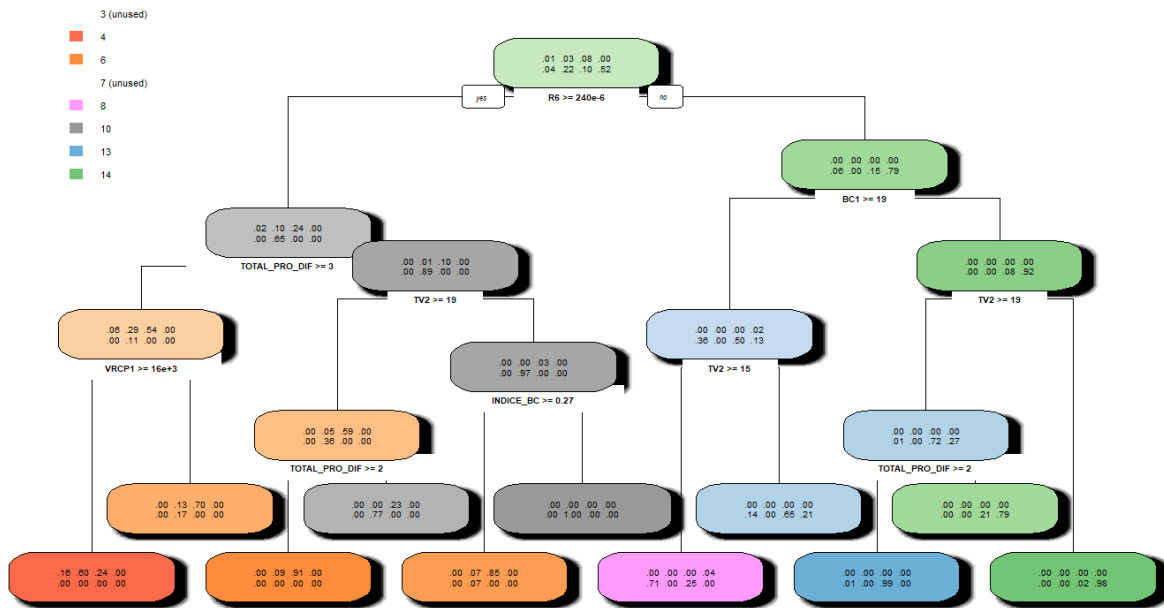 3 (unused)
4
6
7 (unused)
8
10
13
14
.01 .03 .08 .00
.04 .22 .10 .52
yes
R6 >= 240e-6
no
.00 .00 .00 .00
.06 .00 .15 .79
BC1 >= 19
.02 .10 .24 .00
.00 .65 .00 .00
TOTAL_PRO_DIF >= 3
.00 .01 .10 .00
.00 .89 .00 .00
TV2 >= 19
.00 .00 .00 .00
.00 .00 .08 .92
TV2 >= 19
.06 .29 .54 .00
.00 .11 .00 .00
VRCP1 >= 16e+3
.00 .00 .03 .00
.00 .97 .00 .00
INDICE_BC >= 0.27
.00 .00 .00 .02
.36 .00 .50 .13
TV2 >= 15
.00 .05 .59 .00
.00 .36 .00 .00
TOTAL_PRO_DIF >= 2
.00 .00 .00 .00
.01 .00 .72 .27
TOTAL_PRO_DIF >= 2
.00 .13 .70 .00
.00 .17 .00 .00
.00 .00 .23 .00
.00 .77 .00 .00
.00 .00 .00 .00
.00 1.00 .00 .00
.00 .00 .00 .00
.14 .00 .65 .21
.00 .00 .00 .00
.00 .00 .21 .79
.16 .60 .24 .00
.00 .00 .00 .00
.00 .09 .91 .00
.00 .00 .00 .00
.00 .07 .85 .00
.00 .07 .00 .00
.00 .00 .00 .04
.71 .00 .25 .00
.00 .00 .00 .00
.01 .00 .99 .00
.00 .00 .00 .00
.00 .00 .02 .98